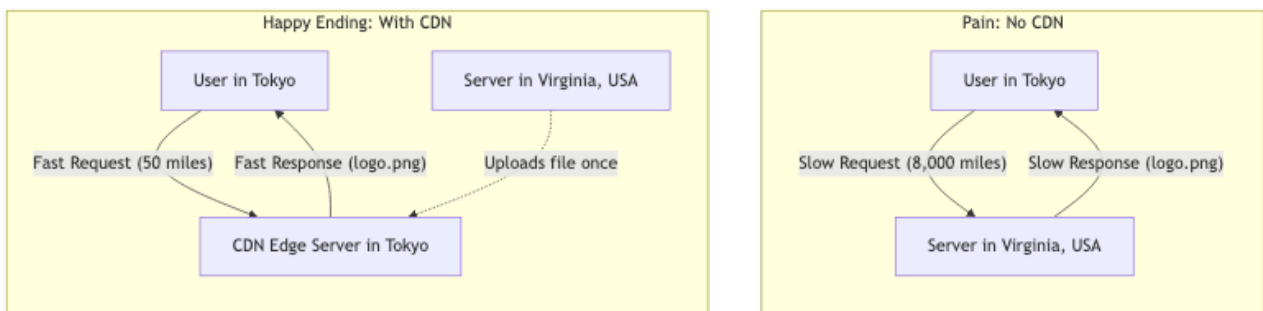 Happy Ending: With CDN
User in Tokyo
Server in Virginia, USA
Fast Request (50 miles)
Fast Response (logo.png)
Uploads file once
CDN Edge Server in Tokyo
Pain: No CDN
User in Tokyo
Slow Request (8,000 miles)
Slow Response (logo.png)
Server in Virginia, USA